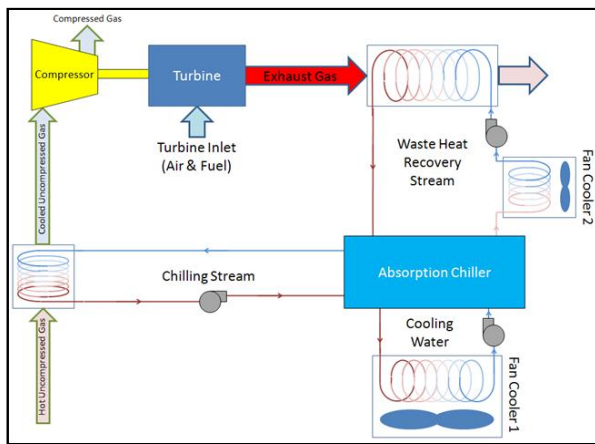 Compressed Gas
Compressor
Turbine
Exhaust Gas
Turbine Inlet
(Air & Fuel)
Waste Heat
Recovery
Stream
Fan Cooler 2
Cooled Uncompressed Gas
Chilling Stream
Absorption Chiller
Cooling
Water
Fan Cooler 1
Hot Uncompressed Gas